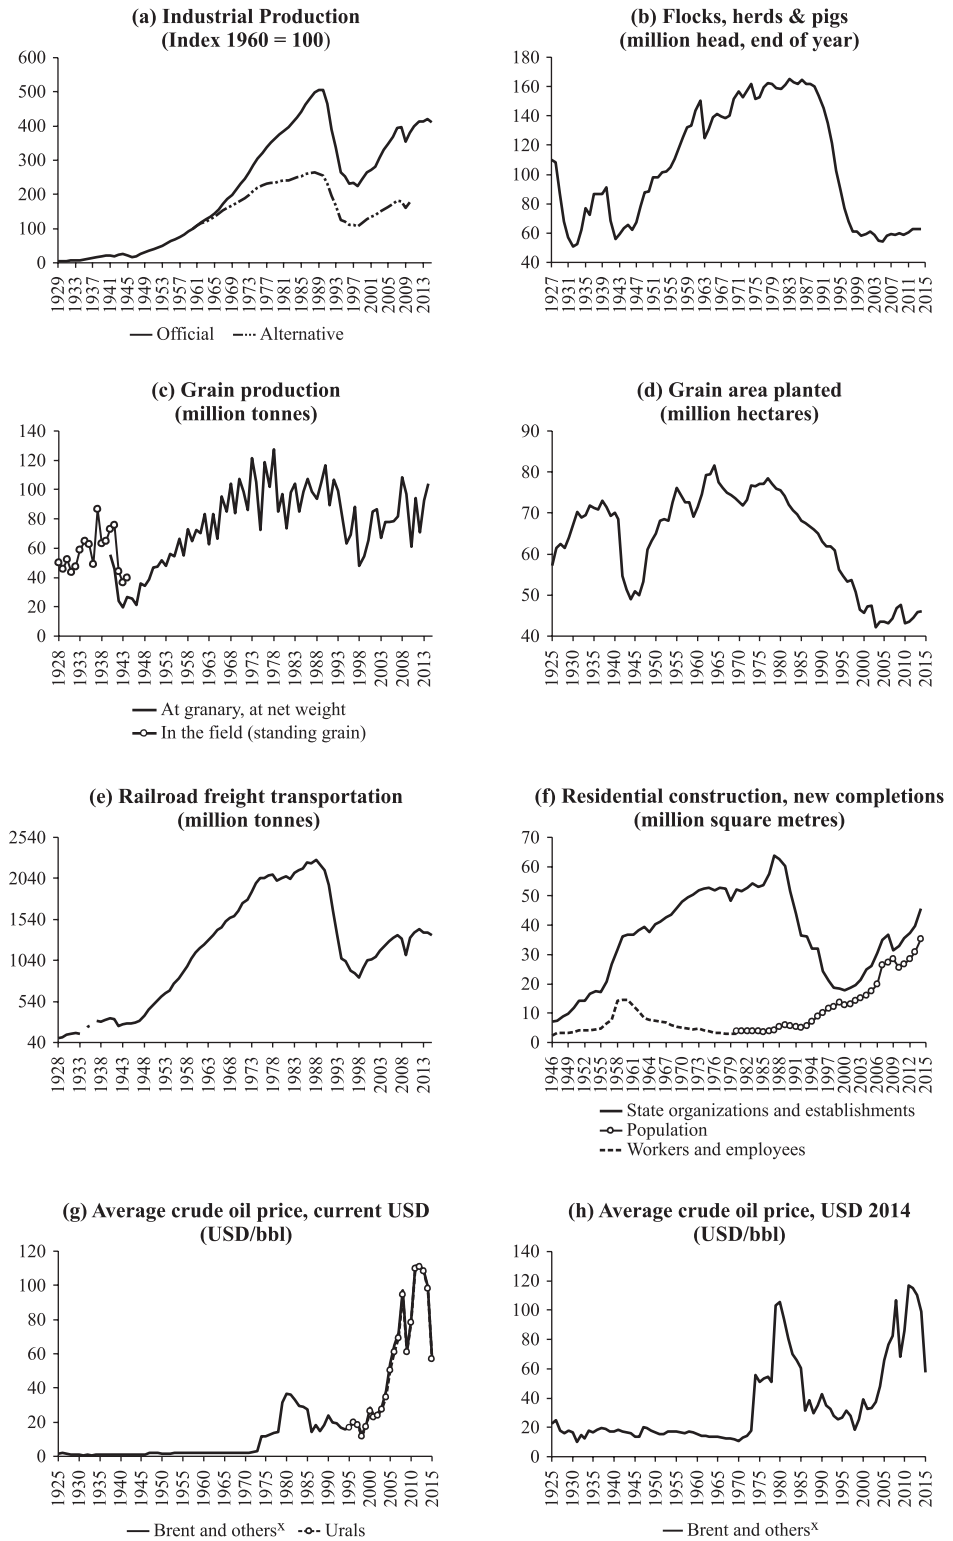 (a) Industrial Production
(Index 1960 = 100)
600
500
400
300
200
100
0
1929 1933 1937 1941 1945 1949 1953 1957 1961 1965 1969 1973 1977 1981 1985 1989 1993 1997 2001 2005 2009 2013
Official Alternative
(b) Flocks, herds & pigs
(million head, end of year)
180
160
140
120
100
80
60
40
1927 1931 1935 1939 1943 1947 1951 1955 1959 1963 1967 1971 1975 1979 1983 1987 1991 1995 1999 2003 2007 2011 2015
(c) Grain production
(million tonnes)
140
120
100
80
60
40
20
0
1928 1933 1938 1943 1948 1953 1958 1963 1968 1973 1978 1983 1988 1993 1998 2003 2008 2013
At granary, at net weight
In the field (standing grain)
(d) Grain area planted
(million hectares)
90
80
70
60
50
40
1925 1930 1935 1940 1945 1950 1955 1960 1965 1970 1975 1980 1985 1990 1995 2000 2005 2010 2015
(e) Railroad freight transportation
(million tonnes)
2540
2040
1540
1040
540
40
1928 1933 1938 1943 1948 1953 1958 1963 1968 1973 1978 1983 1988 1993 1998 2003 2008 2013
(f) Residential construction, new completions
(million square metres)
70
60
50
40
30
20
10
0
1946 1949 1952 1955 1958 1961 1964 1967 1970 1973 1976 1979 1982 1985 1988 1991 1994 1997 2000 2003 2006 2009 2012 2015
State organizations and establishments
Population
Workers and employees
(g) Average crude oil price, current USD
(USD/bbl)
120
100
80
60
40
20
0
1925 1930 1935 1940 1945 1950 1955 1960 1965 1970 1975 1980 1985 1990 1995 2000 2005 2010 2015
Brent and othersˣ Urals
(h) Average crude oil price, USD 2014
(USD/bbl)
140
120
100
80
60
40
20
0
1925 1930 1935 1940 1945 1950 1955 1960 1965 1970 1975 1980 1985 1990 1995 2000 2005 2010 2015
Brent and othersˣ